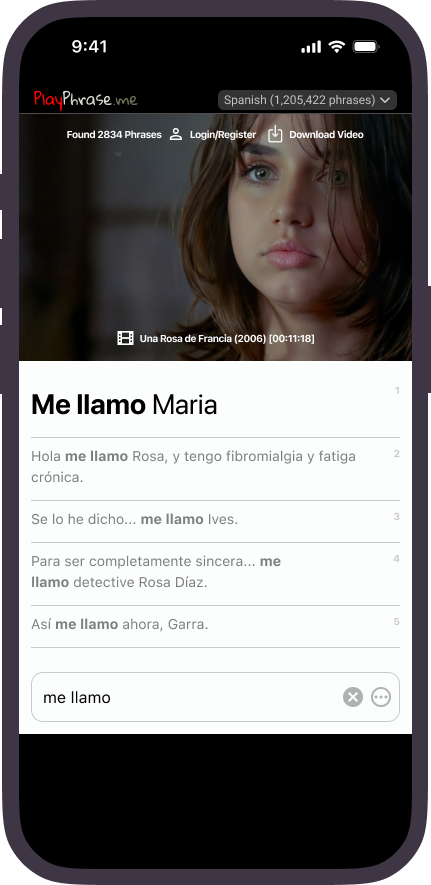 9:41
PlayPhrase.me
Spanish (1,205,422 phrases)
Found 2834 Phrases
Login/Register
Download Video
Una Rosa de Francia (2006) [00:11:18]
Me llamo Maria
1
Hola me llamo Rosa, y tengo fibromialgia y fatiga
2
crónica.
Se lo he dicho... me llamo Ives.
3
Para ser completamente sincera... me
4
llamo detective Rosa Díaz.
Así me llamo ahora, Garra.
5
me llamo